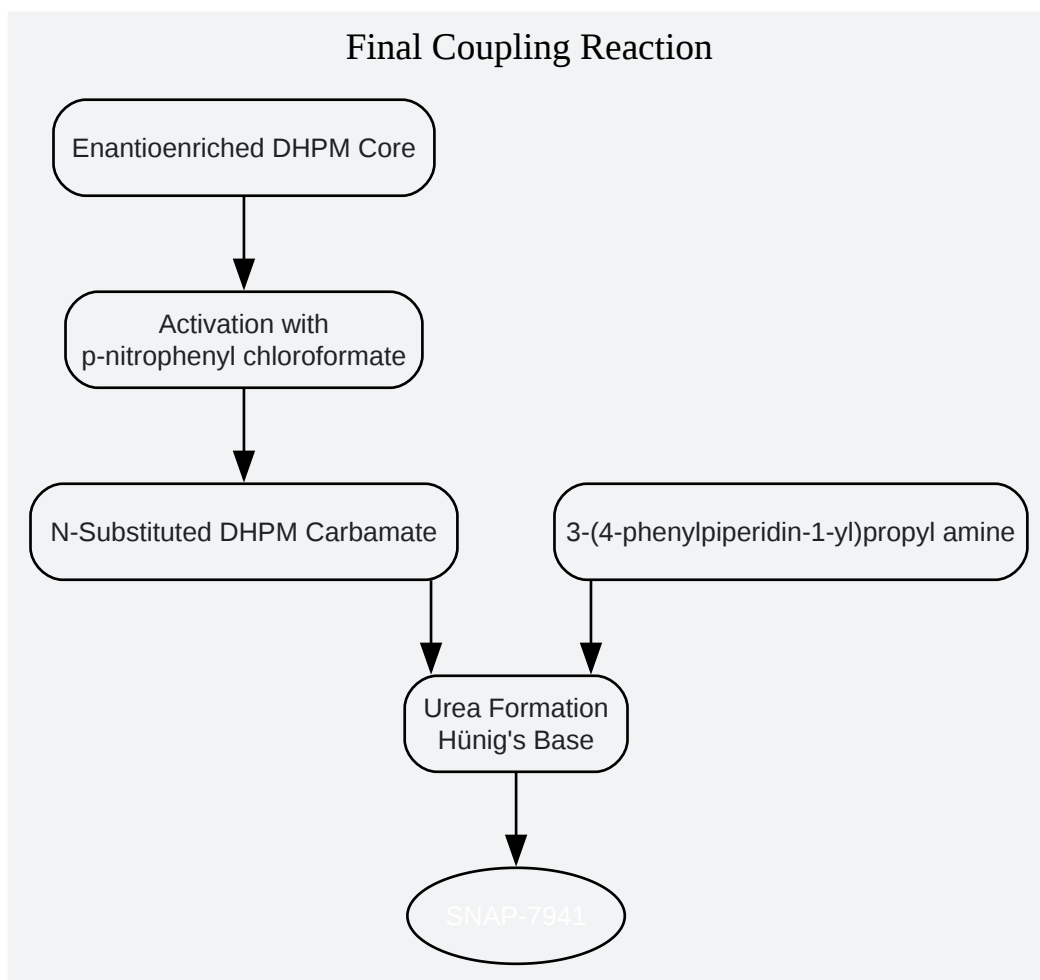 Final Coupling Reaction
Enantioenriched DHPM Core
Activation with
p-nitrophenyl chloroformate
N-Substituted DHPM Carbamate
3-(4-phenylpiperidin-1-yl)propyl amine
Urea Formation
Hünig's Base
SNAP-7941